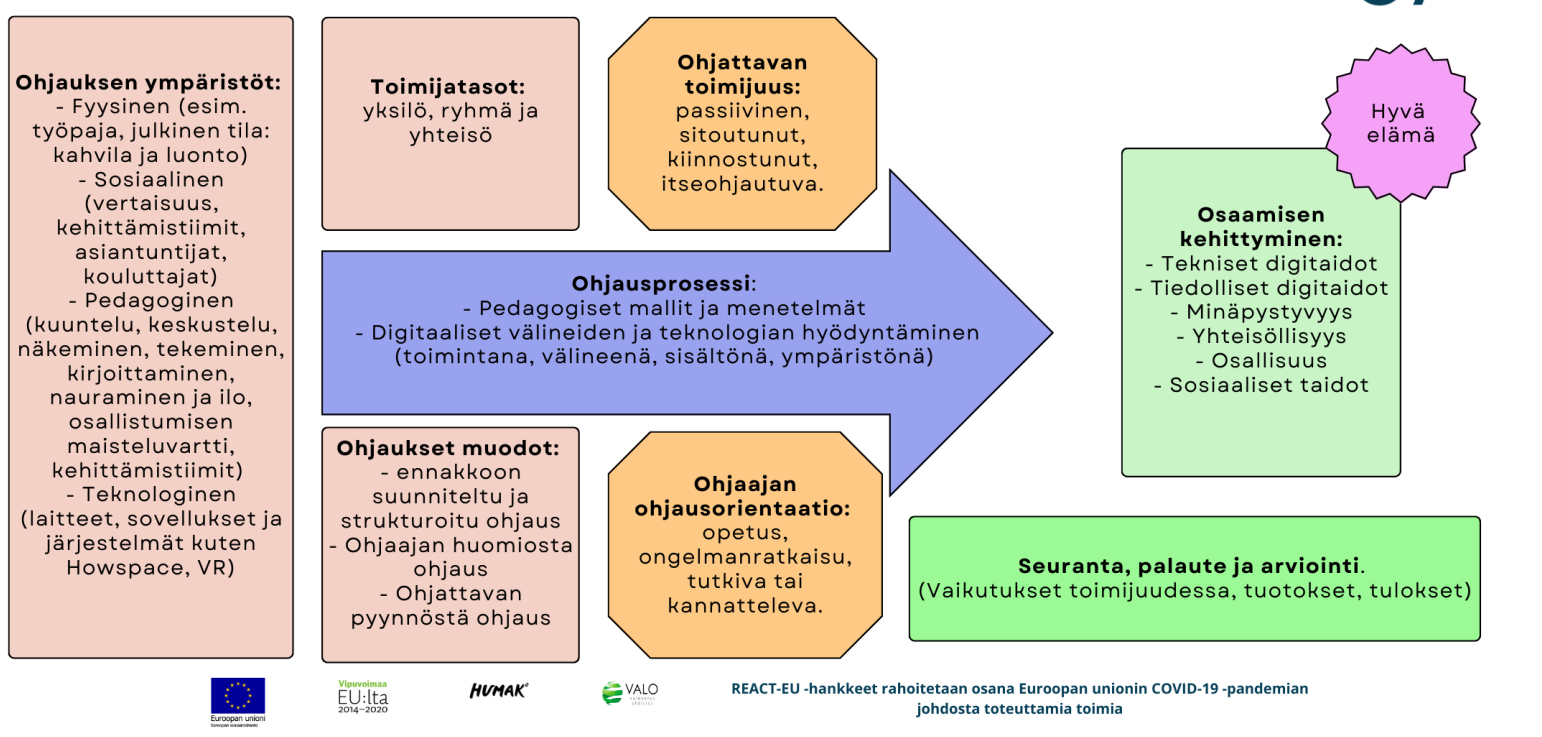 Ohjauksen ympäristöt:
- Fyysinen (esim.
työpaja, julkinen tila:
kahvila ja luonto)
- Sosiaalinen
(vertaisuus,
kehittämistiimit,
asiantuntijat,
kouluttajat)
- Pedagoginen
(kuuntelu, keskustelu,
näkeminen, tekeminen,
kirjoittaminen,
nauraminen ja ilo,
osallistumisen
maisteluvartti,
kehittämistiimit)
- Teknologinen
(laitteet, sovellukset ja
järjestelmät kuten
Howspace, VR)
Toimijatasot:
yksilö, ryhmä ja
yhteisö
Ohjattavan
toimijuus:
passiivinen,
sitoutunut,
kiinnostunut,
itseohjautuva.
Ohjausprosessi:
- Pedagogiset mallit ja menetelmät
- Digitaaliset välineiden ja teknologian hyödyntäminen
(toimintana, välineenä, sisältönä, ympäristönä)
Ohjaukset muodot:
- ennakkoon
suunniteltu ja
strukturoitu ohjaus
- Ohjaajan huomiosta
ohjaus
- Ohjattavan
pyynnöstä ohjaus
Ohjaajan
ohjausorientaatio:
opetus,
ongelmanratkaisu,
tutkiva tai
kannatteleva.
Hyvä
elämä
Osaamisen
kehittyminen:
- Tekniset digitaidot
- Tiedolliset digitaidot
- Minäpystyvyys
- Yhteisöllisyys
- Osallisuus
- Sosiaaliset taidot
Seuranta, palaute ja arviointi.
(Vaikutukset toimijuudessa, tuotokset, tulokset)
Euroopan unioni
Euroopan sosiaalirahasto
Vipuvoimaa
EU:lta
2014–2020
HUMAK
VALO
valmennus
yhdistys
REACT-EU -hankkeet rahoitetaan osana Euroopan unionin COVID-19 -pandemian
johdosta toteuttamia toimia